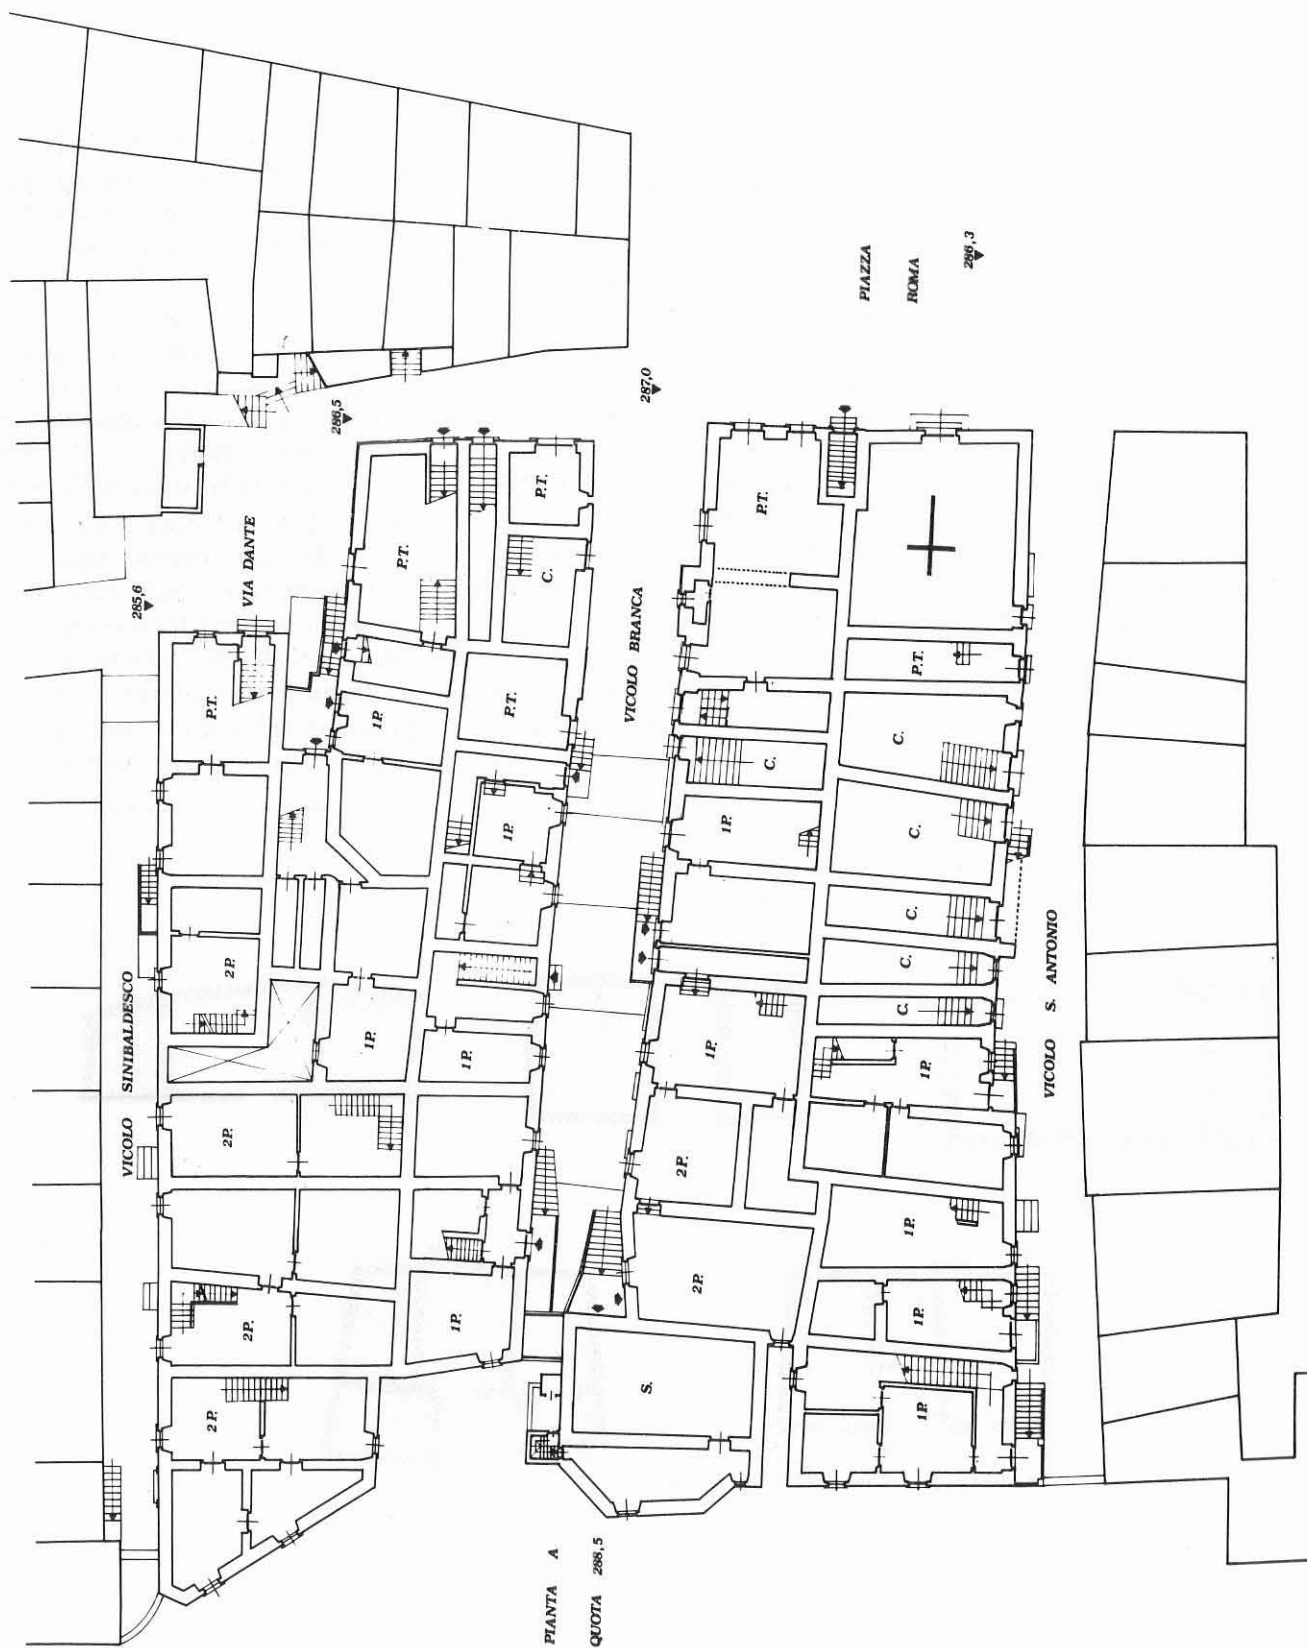 PIANTA A
QUOTA 288,5
VICOLO SINIBALDESCO
VIA DANTE
VICOLO BRANCA
VICOLO S. ANTONIO
PIAZZA
ROMA
285,6
286,5
287,0
286,3
2P.
2P.
2P.
2P.
P.T.
1P.
1P.
1P.
P.T.
1P.
1P.
P.T.
C.
P.T.
S.
2P.
2P.
1P.
1P.
C.
P.T.
1P.
1P.
1P.
1P.
C.
C.
C.
C.
C.
P.T.